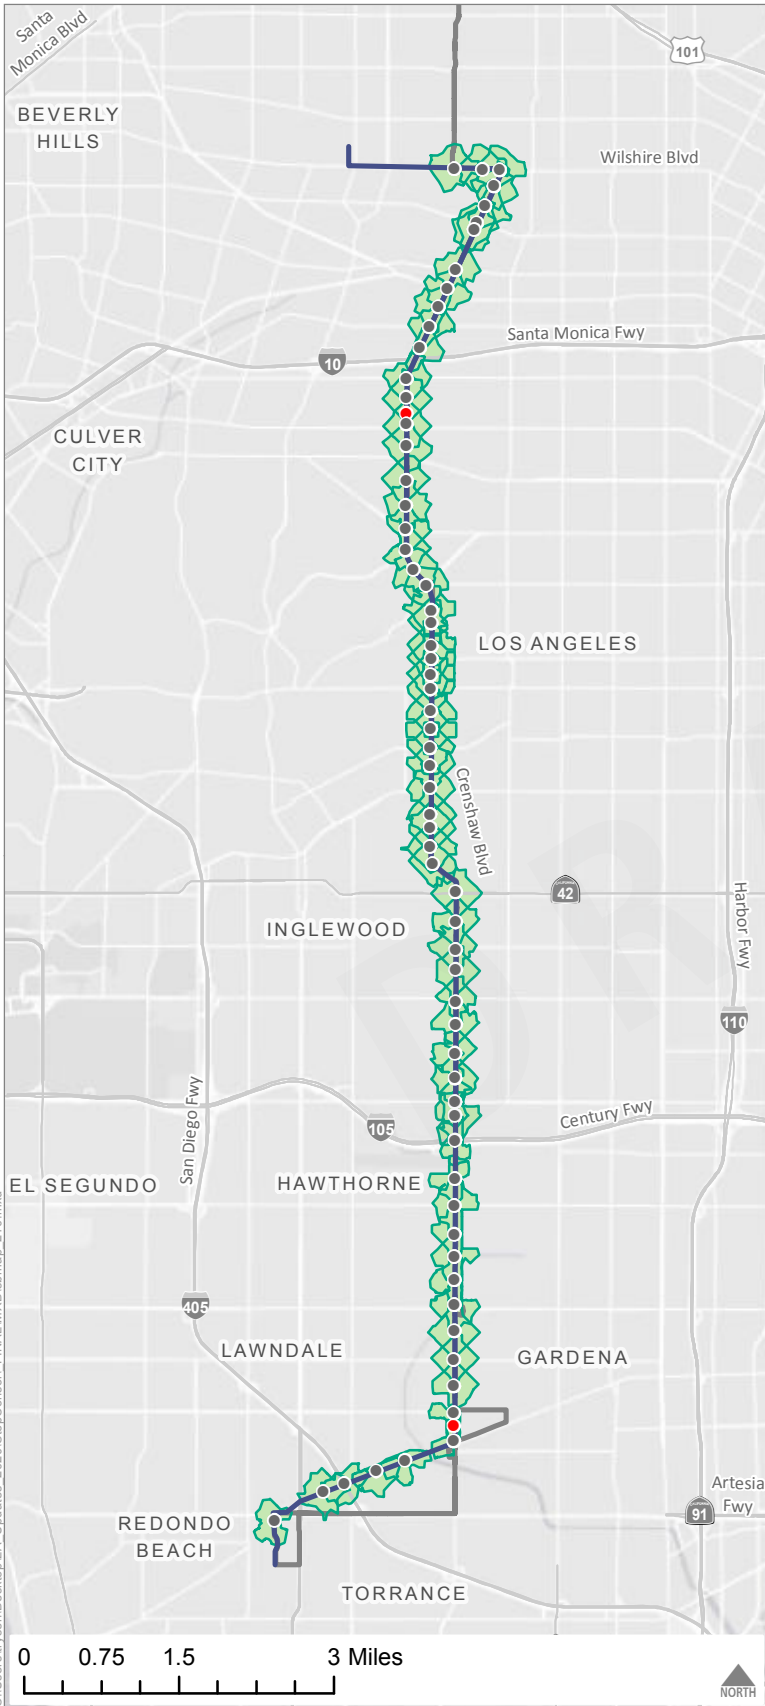 Santa
Monica Blvd
101
BEVERLY
HILLS
Wilshire Blvd
Santa Monica Fwy
10
CULVER
CITY
LOS ANGELES
Crenshaw Blvd
CALIFORNIA
42
Harbor Fwy
INGLEWOOD
110
San Diego Fwy
Century Fwy
105
EL SEGUNDO
HAWTHORNE
405
LAWNDALE
GARDENA
Artesia
Fwy
91
REDONDO
BEACH
TORRANCE
0 0.75 1.5 3 Miles
NORTH